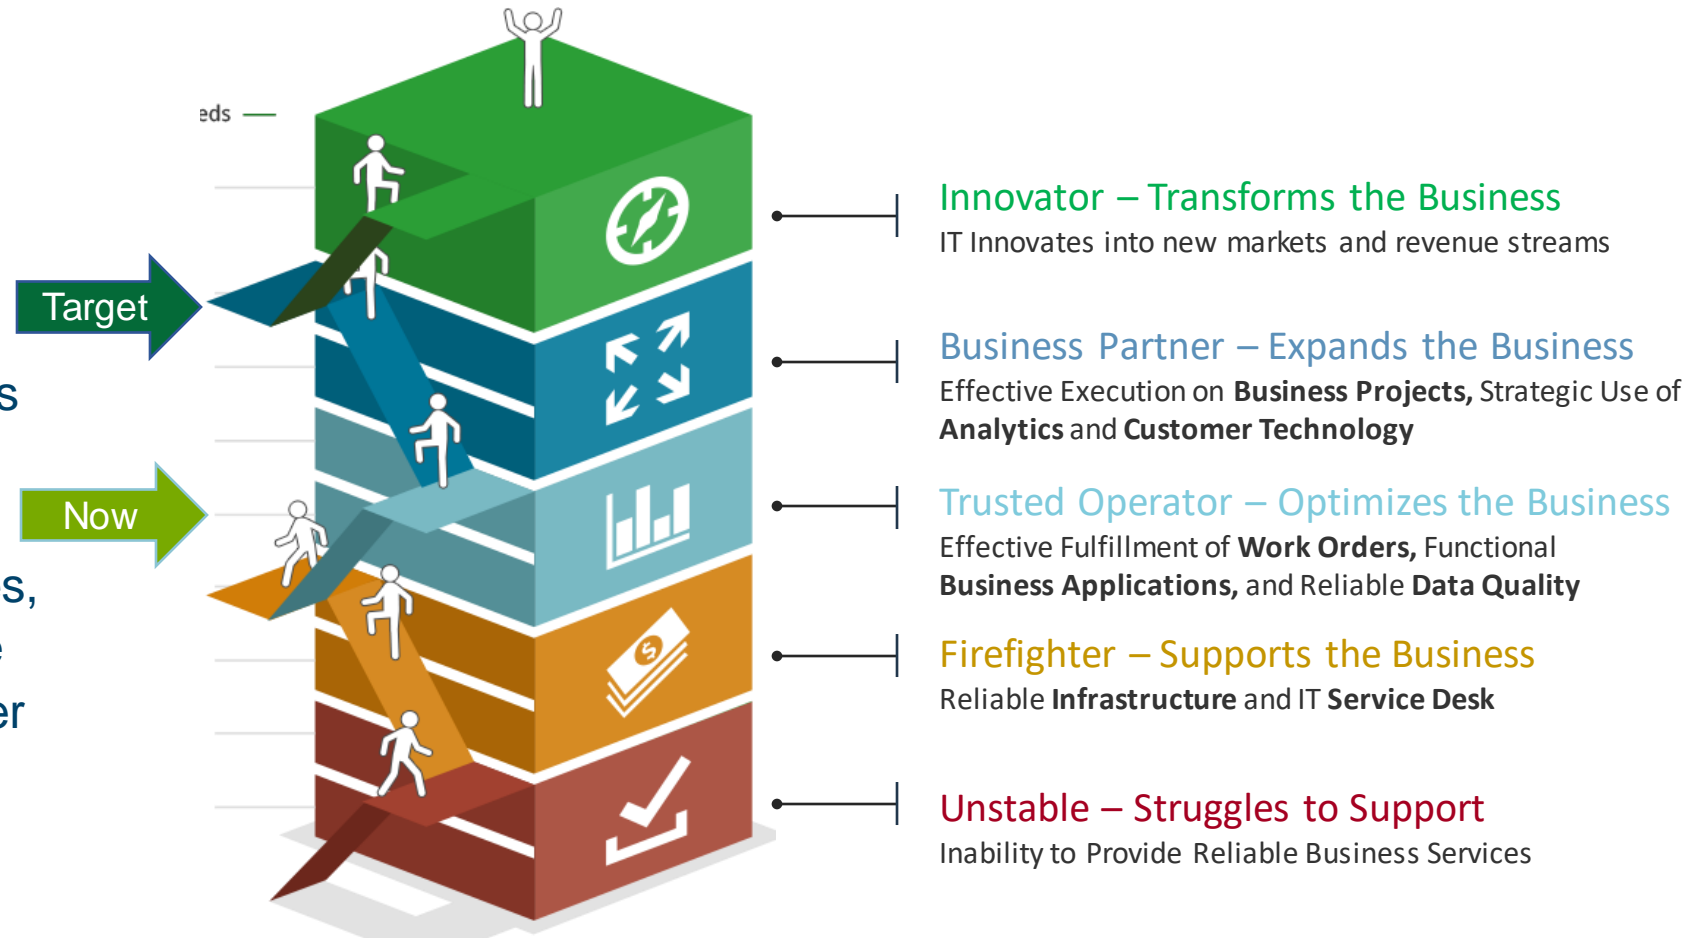 eds
Innovator – Transforms the Business
IT Innovates into new markets and revenue streams
Target
Business Partner – Expands the Business
Effective Execution on Business Projects, Strategic Use of
Analytics and Customer Technology
s
Trusted Operator – Optimizes the Business
Now
Effective Fulfillment of Work Orders, Functional
Business Applications, and Reliable Data Quality
s,
e
Firefighter – Supports the Business
Reliable Infrastructure and IT Service Desk
er
Unstable – Struggles to Support
Inability to Provide Reliable Business Services